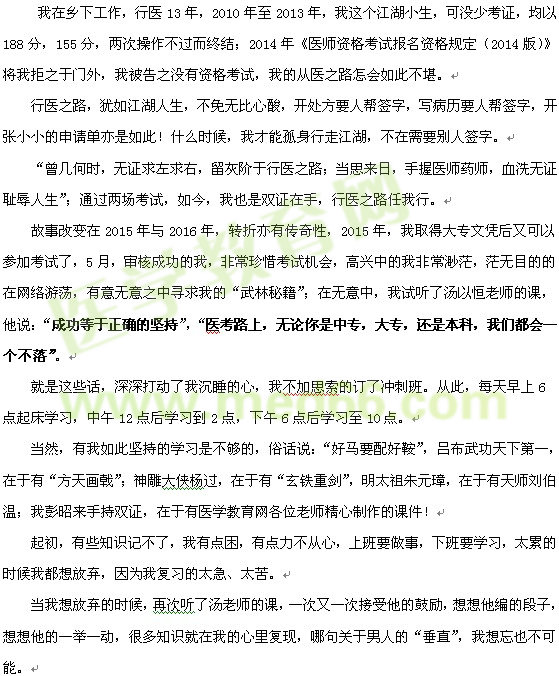 我在乡下工作，行医 13 年，2010 年至 2013 年，我这个江湖小生，可没少考证，均以
188 分，155 分，两次操作不过而终结；2014 年《医师资格考试报名资格规定（2014 版）》
将我拒之于门外，我被告之没有资格考试，我的从医之路怎会如此不堪。
行医之路，犹如江湖人生，不免无比心酸，开处方要人帮签字，写病历要人帮签字，开
张小小的申请单亦是如此！什么时候，我才能孤身行走江湖，不在需要别人签字。
“曾几何时，无证求左求右，留灰阶于行医之路；当思来日，手握医师药师，血洗无证
耻辱人生”；通过两场考试，如今，我也是双证在手，行医之路任我行。
故事改变在 2015 年与 2016 年，转折亦有传奇性，2015 年，我取得大专文凭后又可以
参加考试了，5 月，审核成功的我，非常珍惜考试机会，高兴中的我非常渺茫，茫无目的的
在网络游荡，有意无意之中寻求我的“武林秘籍”；在无意中，我试听了汤以恒老师的课，
他说：“成功等于正确的坚持”，“医考路上，无论你是中专，大专，还是本科，我们都会一
个不落”。
就是这些话，深深打动了我沉睡的心，我不加思索的订了冲刺班。从此，每天早上 6
点起床学习，中午 12 点后学习到 2 点，下午 6 点后学习至 10 点。
当然，有我如此坚持的学习是不够的，俗话说：“好马要配好鞍”，吕布武功天下第一，
在于有“方天画戟”；神雕大侠杨过，在于有“玄铁重剑”，明太祖朱元璋，在于有天师刘伯
温；我彭昭来手持双证，在于有医学教育网各位老师精心制作的课件！
起初，有些知识记不了，我有点困，有点力不从心，上班要做事，下班要学习，太累的
时候我都想放弃，因为我复习的太急、太苦。
当我想放弃的时候，再次听了汤老师的课，一次又一次接受他的鼓励，想想他编的段子，
想想他的一举一动，很多知识就在我的心里复现，哪句关于男人的“垂直”，我想忘也不可
能。
医学教育网
www.med66.com